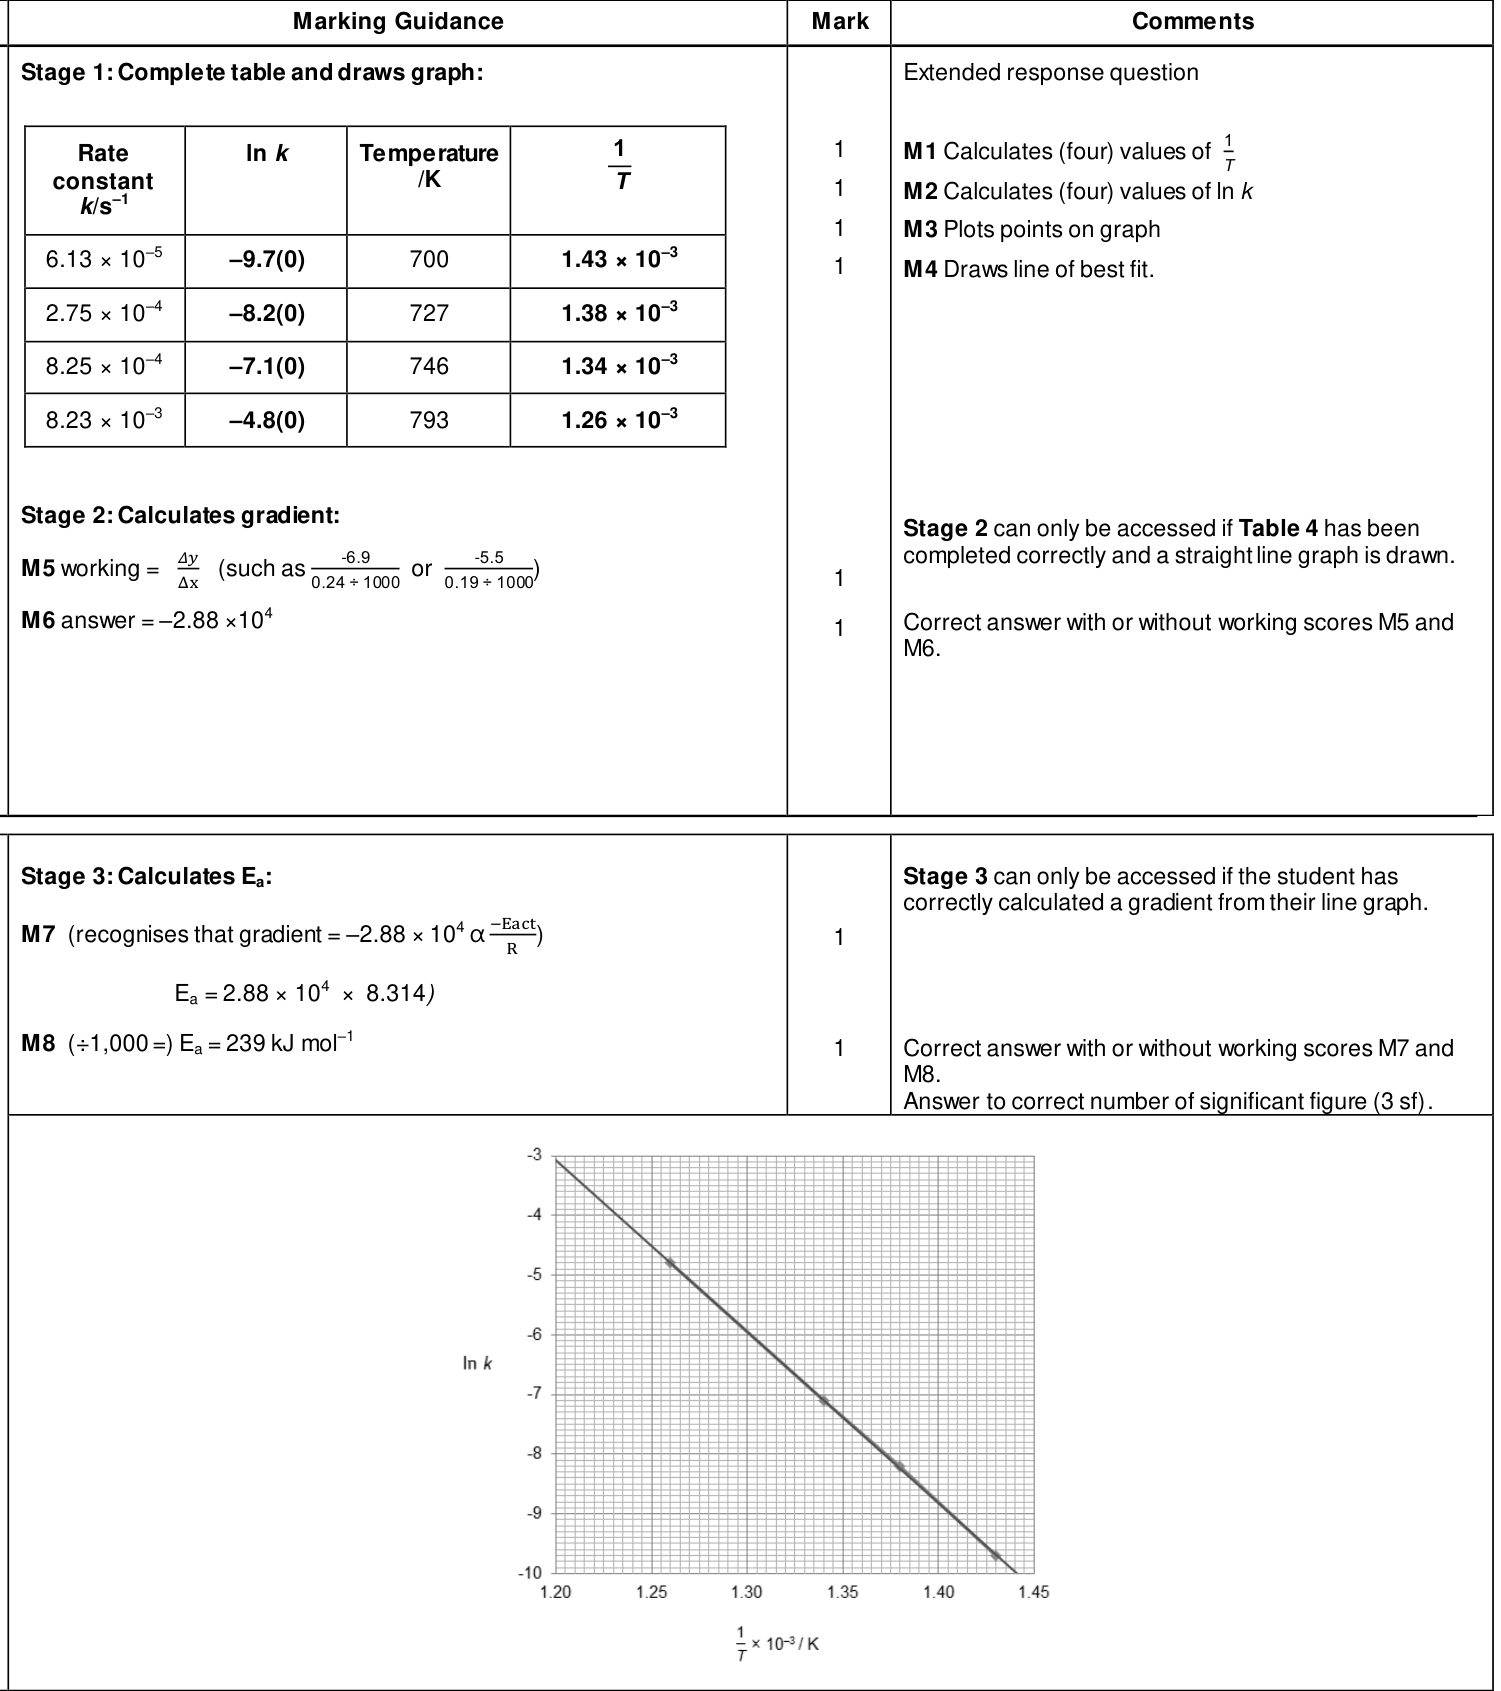 Marking Guidance Mark Comments
Stage 1: Complete table and draws graph:
Extended response question
Rate constant k/s⁻¹ ln k Temperature /K 1/T
6.13 × 10⁻⁵ –9.7(0) 700 1.43 × 10⁻³
2.75 × 10⁻⁴ –8.2(0) 727 1.38 × 10⁻³
8.25 × 10⁻⁴ –7.1(0) 746 1.34 × 10⁻³
8.23 × 10⁻³ –4.8(0) 793 1.26 × 10⁻³
1 M1 Calculates (four) values of 1/T
1 M2 Calculates (four) values of ln k
1 M3 Plots points on graph
1 M4 Draws line of best fit.
Stage 2: Calculates gradient:
M5 working = Δy/Δx (such as -6.9/0.24 ÷ 1000 or -5.5/0.19 ÷ 1000)
1
M6 answer = –2.88 ×10⁴
1
Stage 2 can only be accessed if Table 4 has been
completed correctly and a straight line graph is drawn.
Correct answer with or without working scores M5 and
M6.
Stage 3: Calculates Eₐ:
M7 (recognises that gradient = –2.88 × 10⁴ α –Eact/R)
1
Eₐ = 2.88 × 10⁴ × 8.314)
M8 (÷1,000 =) Eₐ = 239 kJ mol⁻¹
1
Stage 3 can only be accessed if the student has
correctly calculated a gradient from their line graph.
Correct answer with or without working scores M7 and
M8.
Answer to correct number of significant figure (3 sf).
-3
-4
-5
-6
ln k
-7
-8
-9
-10
1.20 1.25 1.30 1.35 1.40 1.45
1/T × 10⁻³ / K